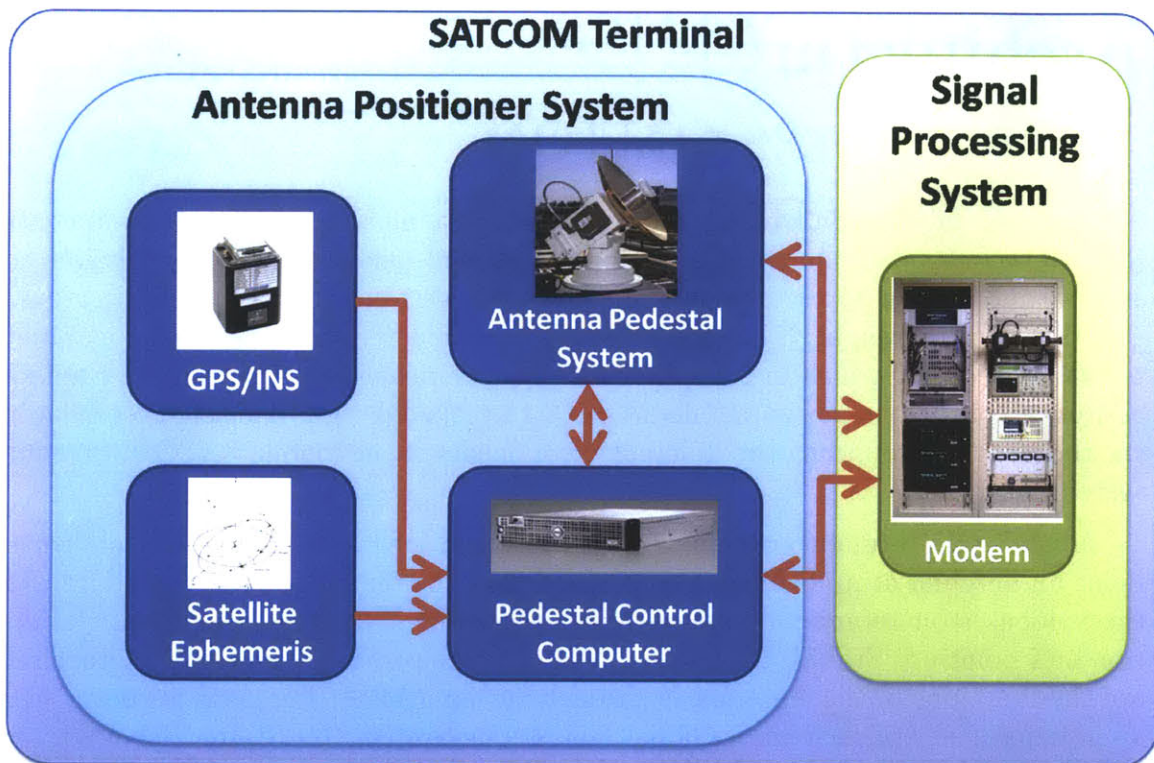 SATCOM Terminal
Antenna Positioner System
Signal
Processing
System
GPS/INS
Antenna Pedestal
System
Satellite
Ephemeris
Pedestal Control
Computer
Modem